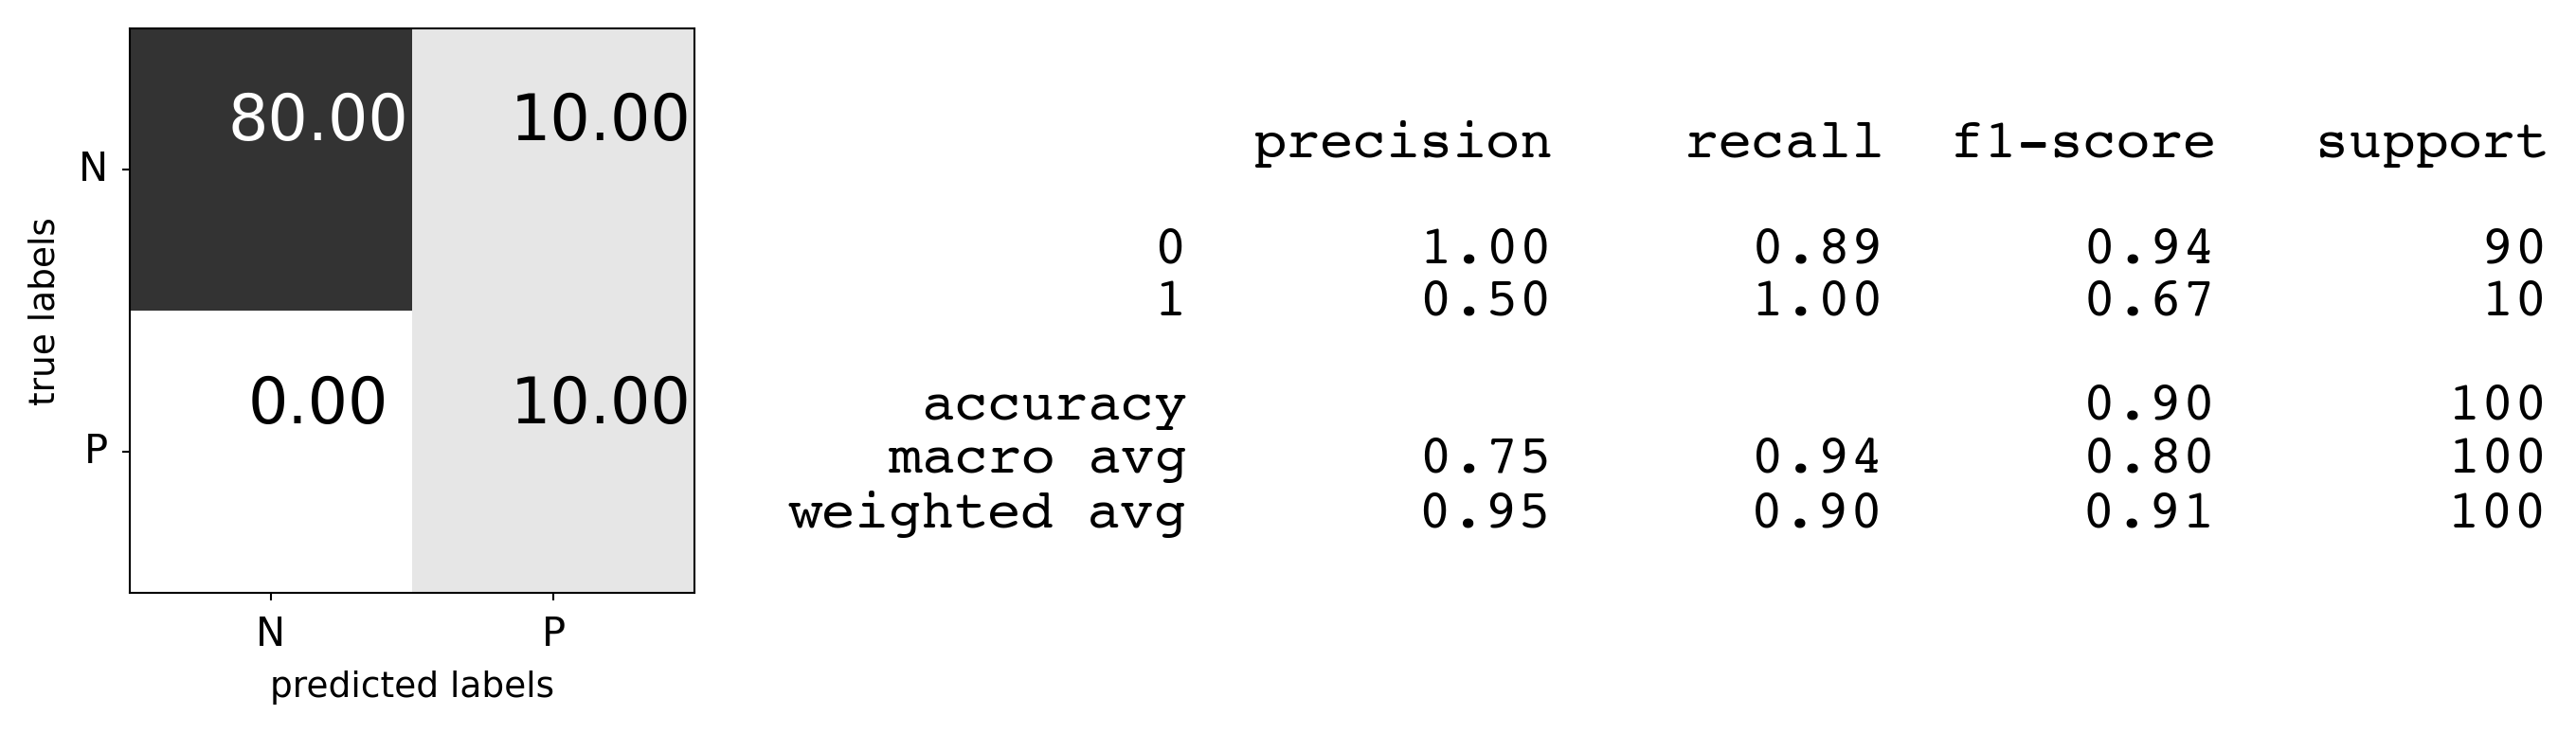 80.00 10.00
N
true labels
0.00 10.00
P
N P
predicted labels
precision recall f1-score support
0 1.00 0.89 0.94 90
1 0.50 1.00 0.67 10
accuracy 0.90 100
macro avg 0.75 0.94 0.80 100
weighted avg 0.95 0.90 0.91 100